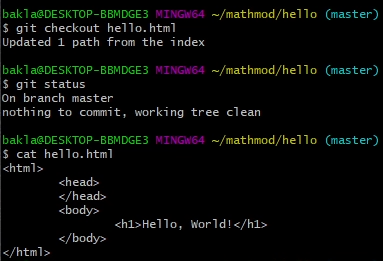 bakla@DESKTOP-BBMDGE3 MINGW64 ~/mathmod/hello (master)
$ git checkout hello.html
Updated 1 path from the index

bakla@DESKTOP-BBMDGE3 MINGW64 ~/mathmod/hello (master)
$ git status
On branch master
nothing to commit, working tree clean

bakla@DESKTOP-BBMDGE3 MINGW64 ~/mathmod/hello (master)
$ cat hello.html
<html>
        <head>
        </head>
        <body>
                <h1>Hello, World!</h1>
        </body>
</html>